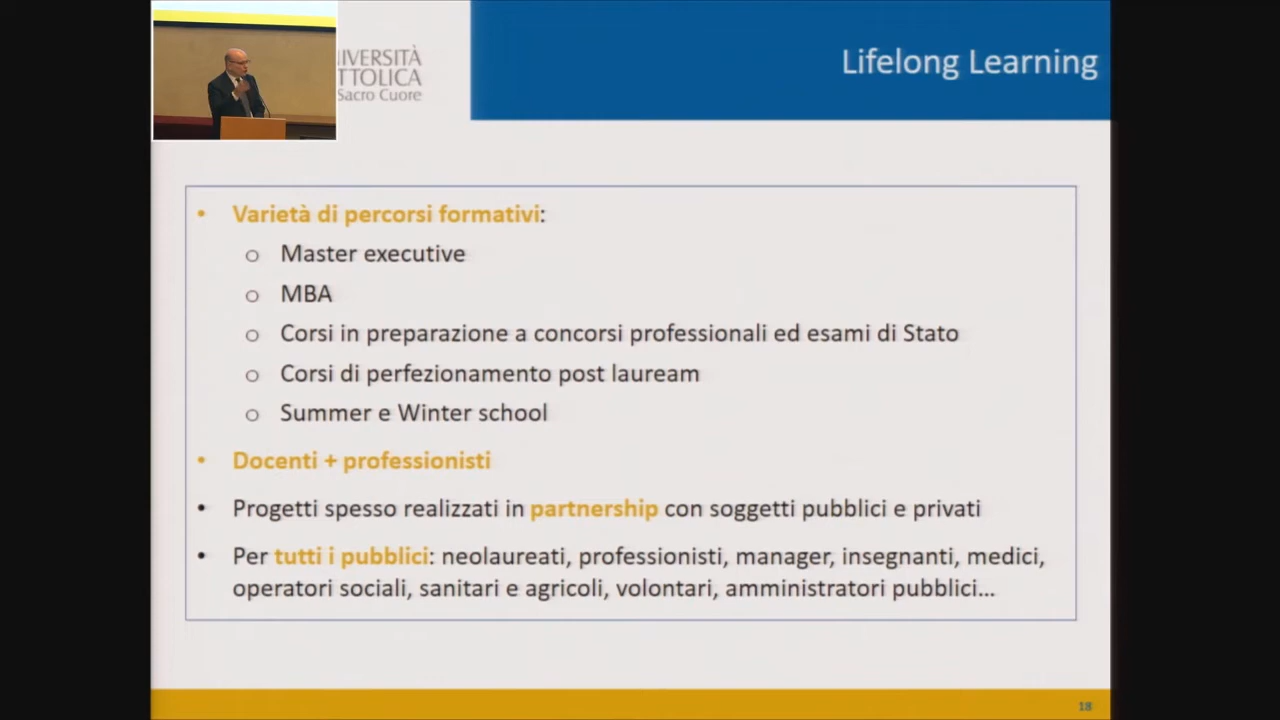 IVERSITÀ
TTOLICA
Sacro Cuore
Lifelong Learning
• Varietà di percorsi formativi:
o Master executive
o MBA
o Corsi in preparazione a concorsi professionali ed esami di Stato
o Corsi di perfezionamento post lauream
o Summer e Winter school
• Docenti + professionisti
• Progetti spesso realizzati in partnership con soggetti pubblici e privati
• Per tutti i pubblici: neolaureati, professionisti, manager, insegnanti, medici,
operatori sociali, sanitari e agricoli, volontari, amministratori pubblici...
18